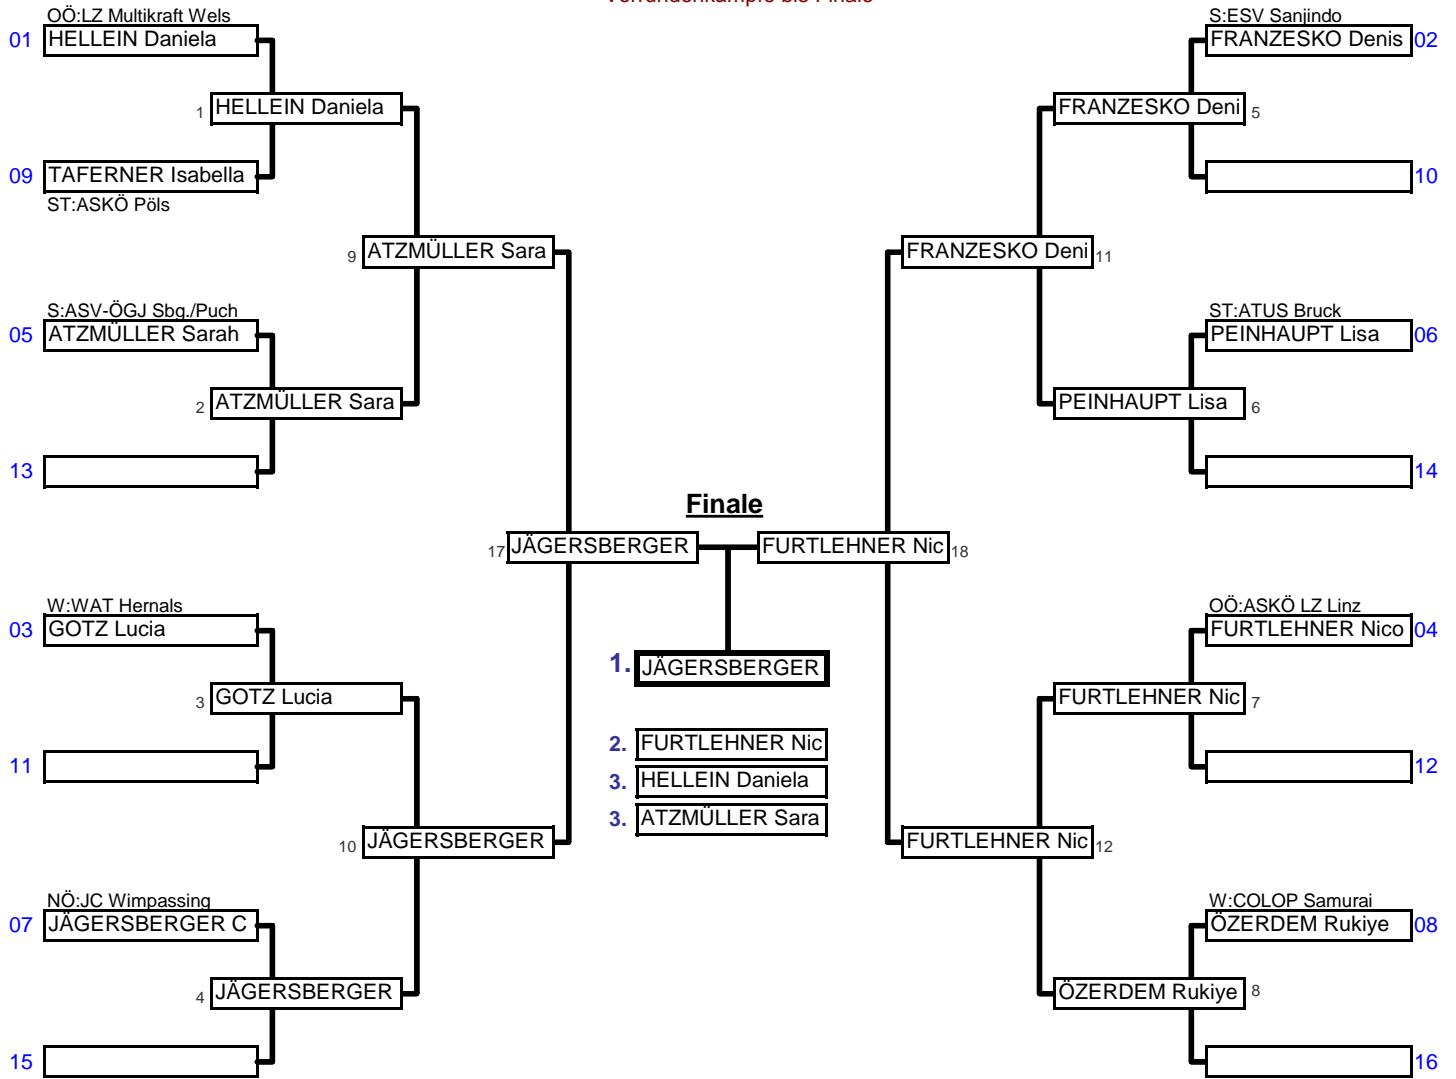 Vorrundenkämpfe bis Finale
OÖ:LZ Multikraft Wels
01 HELLEIN Daniela
1 HELLEIN Daniela
09 TAFERNER Isabella
ST:ASKÖ Pöls
9 ATZMÜLLER Sara
S:ASV-ÖGJ Sbg./Puch
05 ATZMÜLLER Sarah
2 ATZMÜLLER Sara
13
17 JÄGERSBERGER
W:WAT Hernals
03 GOTZ Lucia
3 GOTZ Lucia
11
10 JÄGERSBERGER
NÖ:JC Wimpassing
07 JÄGERSBERGER C
4 JÄGERSBERGER
15
Finale
1. JÄGERSBERGER
2. FURTLEHNER Nic
3. HELLEIN Daniela
3. ATZMÜLLER Sara
S:ESV Sanjindo
FRANZESKO Denis 02
FRANZESKO Deni 5
10
FRANZESKO Deni 11
ST:ATUS Bruck
PEINHAUPT Lisa 06
PEINHAUPT Lisa 6
14
FURTLEHNER Nic 18
OÖ:ASKÖ LZ Linz
FURTLEHNER Nico 04
FURTLEHNER Nic 7
12
FURTLEHNER Nic 12
W:COLOP Samurai
ÖZERDEM Rukiye 08
ÖZERDEM Rukiye 8
16